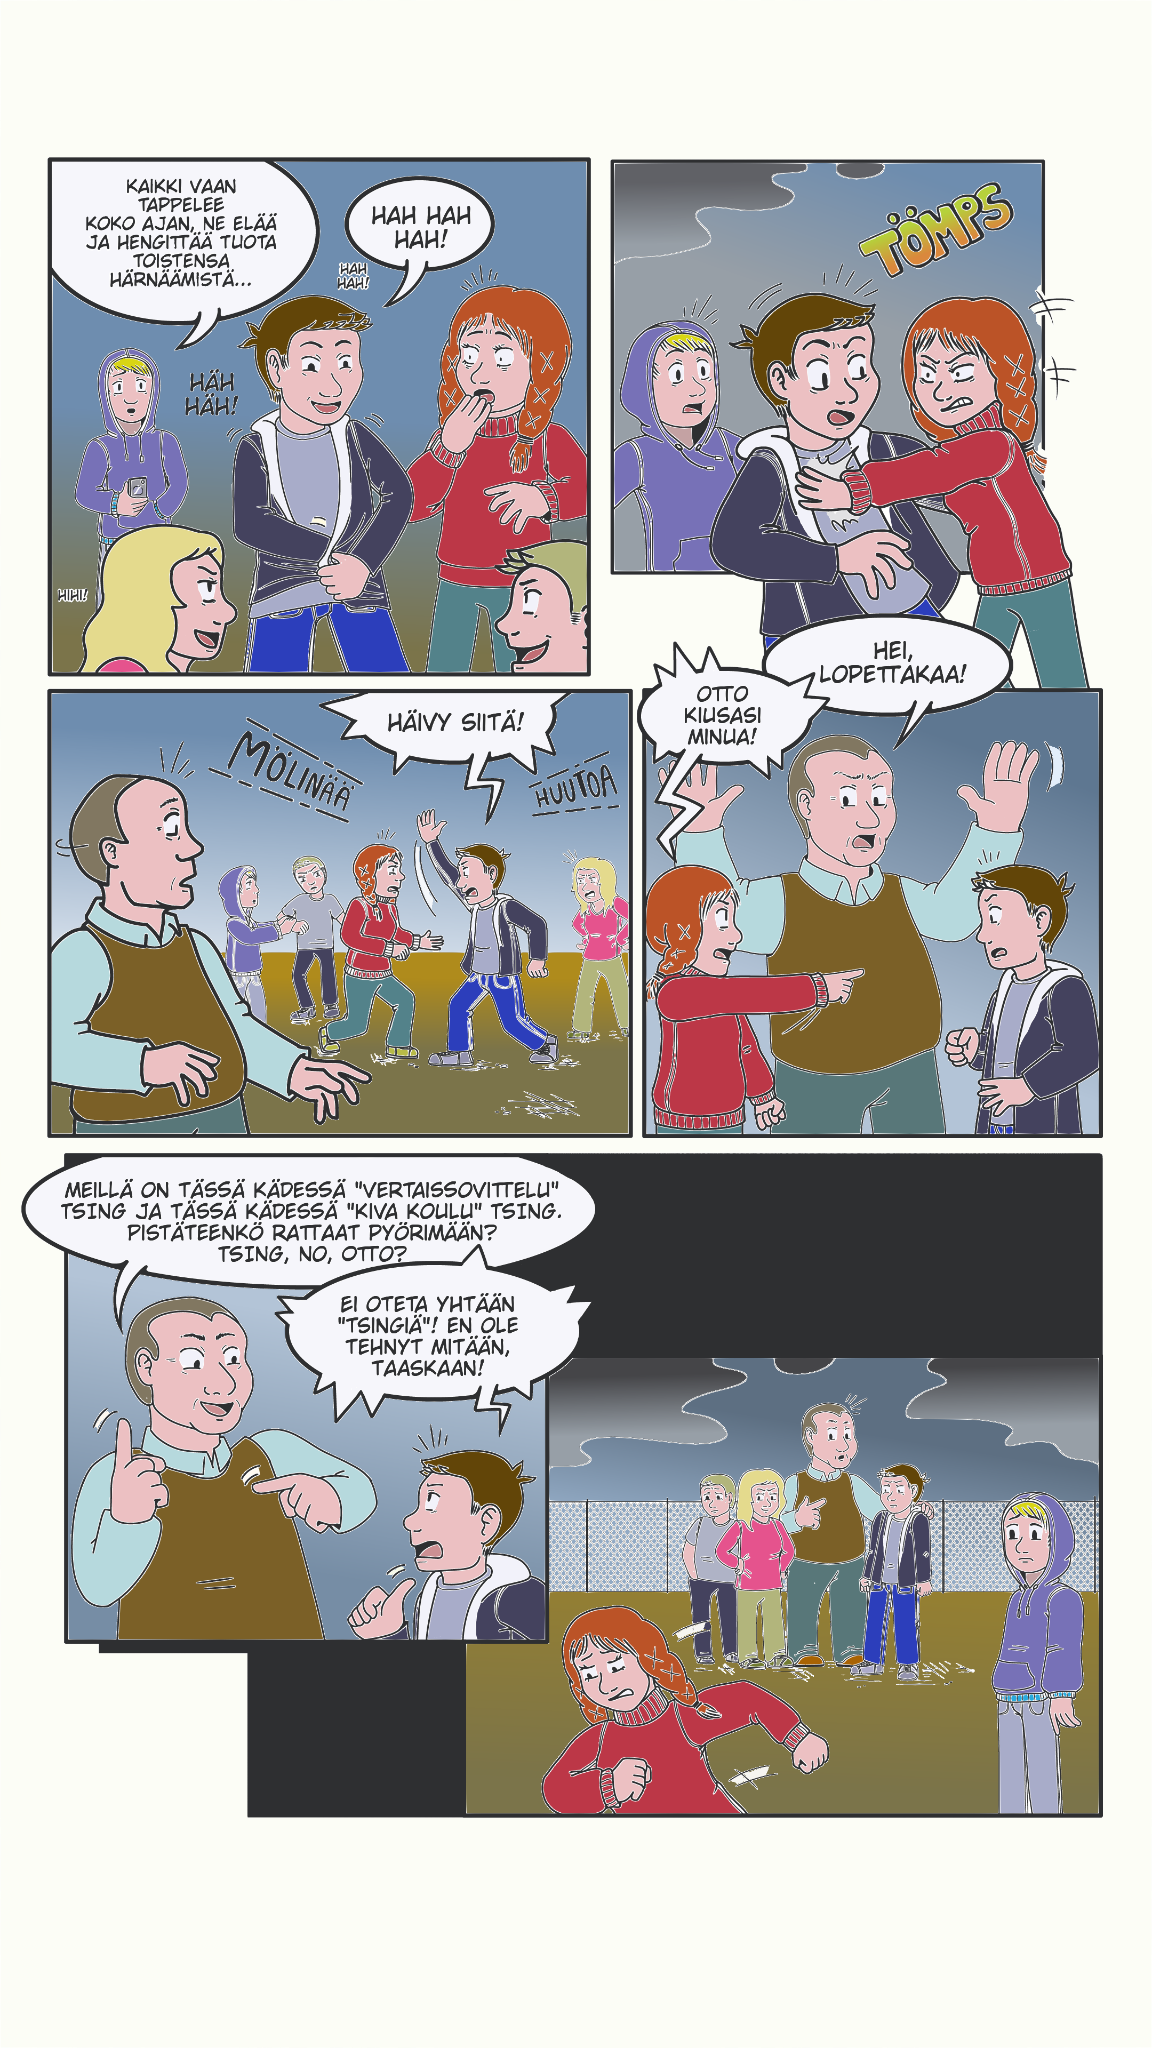 KAIKKI VAAN
TAPPELEE
KOKO AJAN, NE ELÄÄ
JA HENGITTÄÄ TUOTA
TOISTENSA
HÄRNÄÄMISTÄ...
HAH HAH
HAH!
HAH
HAH!
HÄH
HÄH!
HIHI!
TÖMPS
HEI,
LOPETTAKAA!
HÄIVY SIITÄ!
MÖLINÄÄ
HUUTOA
OTTO
KIUSASI
MINUA!
MEILLÄ ON TÄSSÄ KÄDESSÄ "VERTAISSOVITTELU"
TSING JA TÄSSÄ KÄDESSÄ "KIVA KOULU" TSING.
PISTÄTEENKÖ RATTAAT PYÖRIMÄÄN?
TSING, NO, OTTO?
EI OTETA YHTÄÄN
"TSINGIÄ"! EN OLE
TEHNYT MITÄÄN,
TAASKAAN!